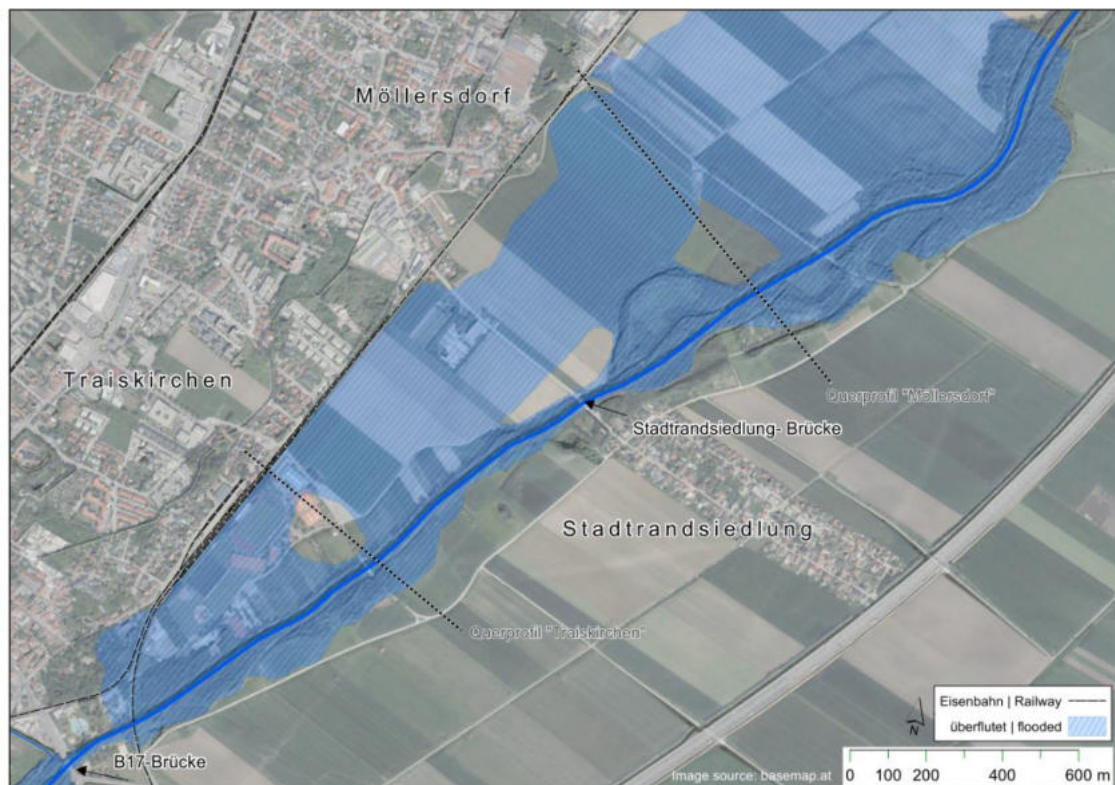 Möllersdorf
Traiskirchen
Querprofil "Möllersdorf"
Stadtrandsiedlung- Brücke
Stadtrandsiedlung
Querprofil "Traiskirchen"
B17-Brücke
Eisenbahn | Railway
überflutet | flooded
N
Image source: basemap.at
0 100 200 400 600 m